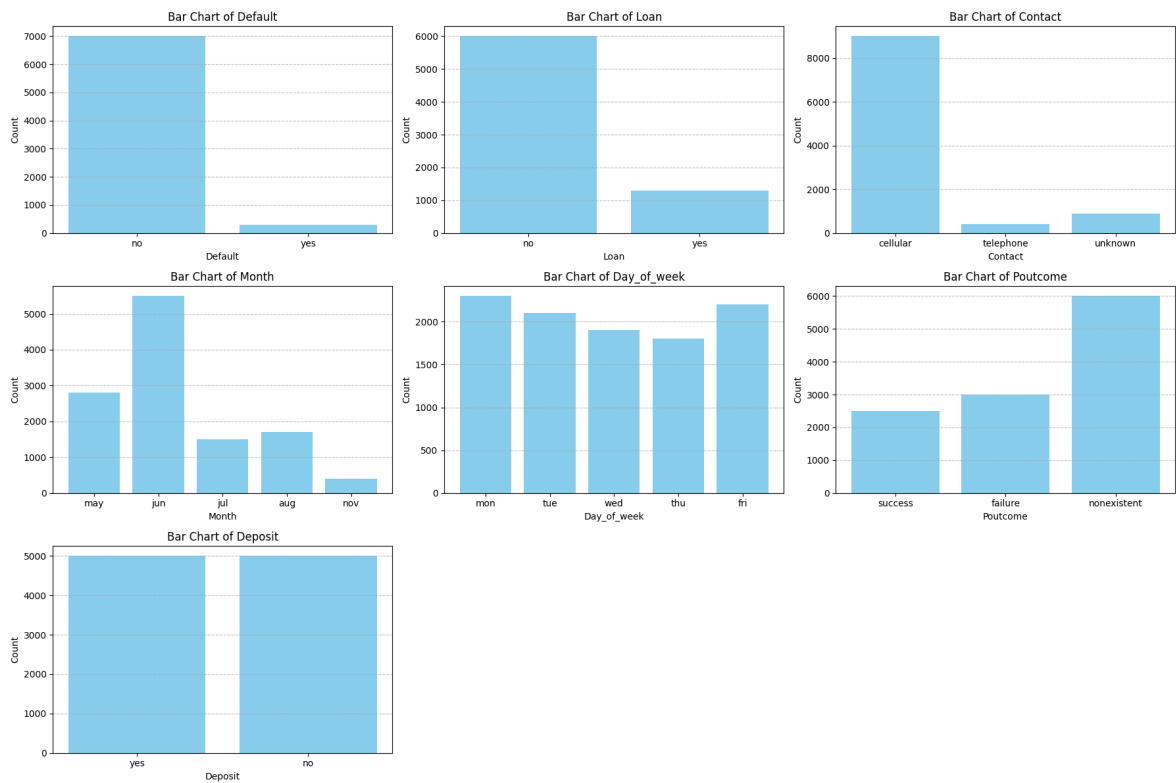 Bar Chart of Default
7000
6000
5000
4000
3000
2000
1000
0
Count
no yes
Default
Bar Chart of Loan
6000
5000
4000
3000
2000
1000
0
Count
no yes
Loan
Bar Chart of Contact
8000
6000
4000
2000
0
Count
cellular telephone unknown
Contact
Bar Chart of Month
5000
4000
3000
2000
1000
0
Count
may jun jul aug nov
Month
Bar Chart of Day_of_week
2000
1500
1000
500
0
Count
mon tue wed thu fri
Day_of_week
Bar Chart of Poutcome
6000
5000
4000
3000
2000
1000
0
Count
success failure nonexistent
Poutcome
Bar Chart of Deposit
5000
4000
3000
2000
1000
0
Count
yes no
Deposit